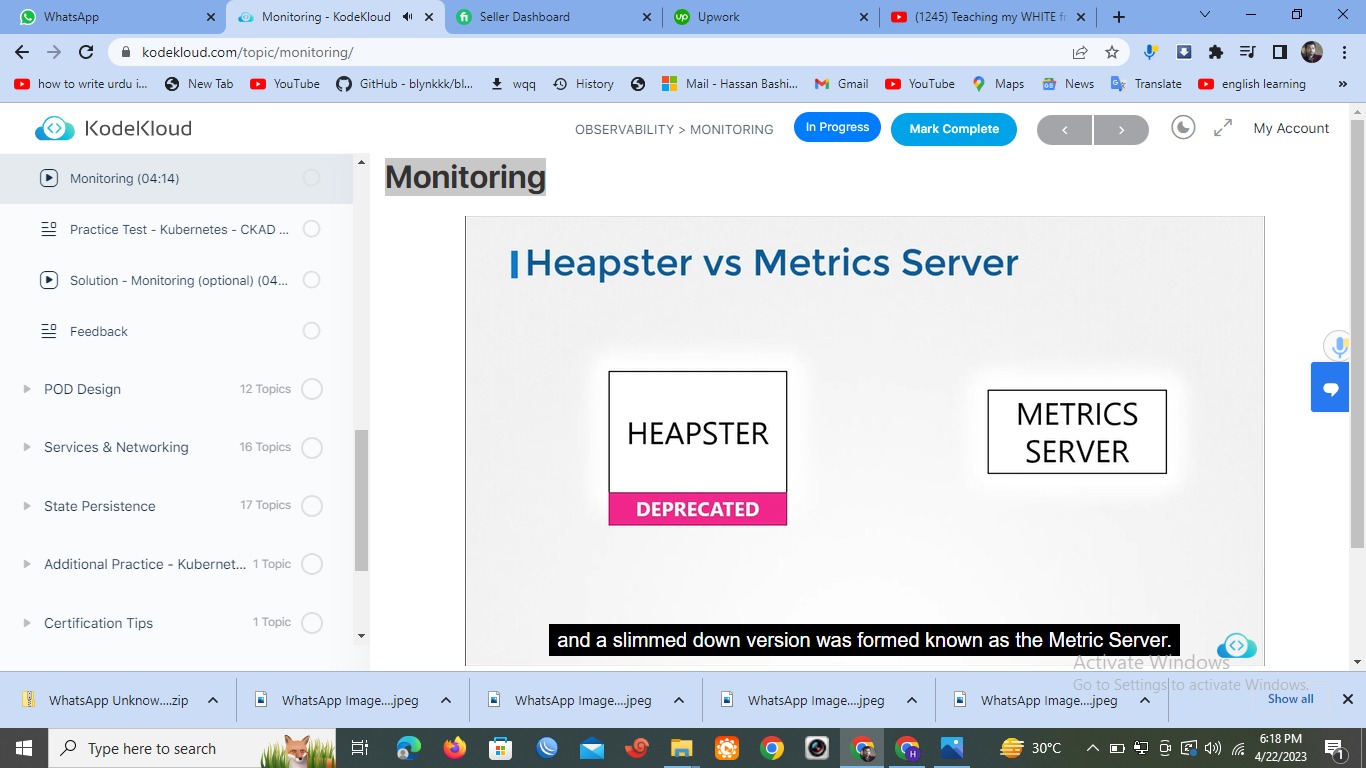 WhatsApp
Monitoring - KodeKloud
Seller Dashboard
Upwork
(1245) Teaching my WHITE fr
kodekloud.com/topic/monitoring/
how to write urdu i...
New Tab
YouTube
GitHub - blynkkk/bl...
wqq
History
Mail - Hassan Bashi...
Gmail
YouTube
Maps
News
Translate
english learning
»
KodeKloud
OBSERVABILITY > MONITORING
In Progress
Mark Complete
My Account
Monitoring (04:14)
Practice Test - Kubernetes - CKAD ...
Solution - Monitoring (optional) (04...
Feedback
POD Design 12 Topics
Services & Networking 16 Topics
State Persistence 17 Topics
Additional Practice - Kubernet... 1 Topic
Certification Tips 1 Topic
Monitoring
Heapster vs Metrics Server
HEAPSTER
DEPRECATED
METRICS
SERVER
and a slimmed down version was formed known as the Metric Server.
Activate Windows
Go to Settings to activate Windows.
WhatsApp Unknow....zip
WhatsApp Image....jpeg
WhatsApp Image....jpeg
WhatsApp Image....jpeg
WhatsApp Image....jpeg
Show all
Type here to search
30°C
6:18 PM
4/22/2023
1